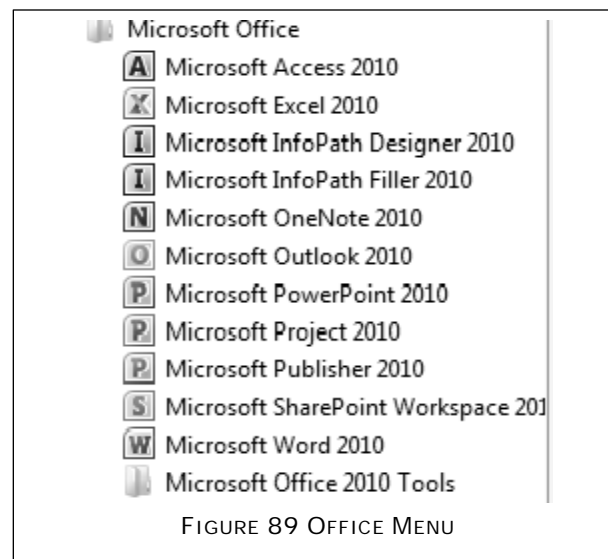 Microsoft Office
A Microsoft Access 2010
X Microsoft Excel 2010
I Microsoft InfoPath Designer 2010
I Microsoft InfoPath Filler 2010
N Microsoft OneNote 2010
O Microsoft Outlook 2010
P Microsoft PowerPoint 2010
P Microsoft Project 2010
P Microsoft Publisher 2010
S Microsoft SharePoint Workspace 201
W Microsoft Word 2010
Microsoft Office 2010 Tools
FIGURE 89 OFFICE MENU